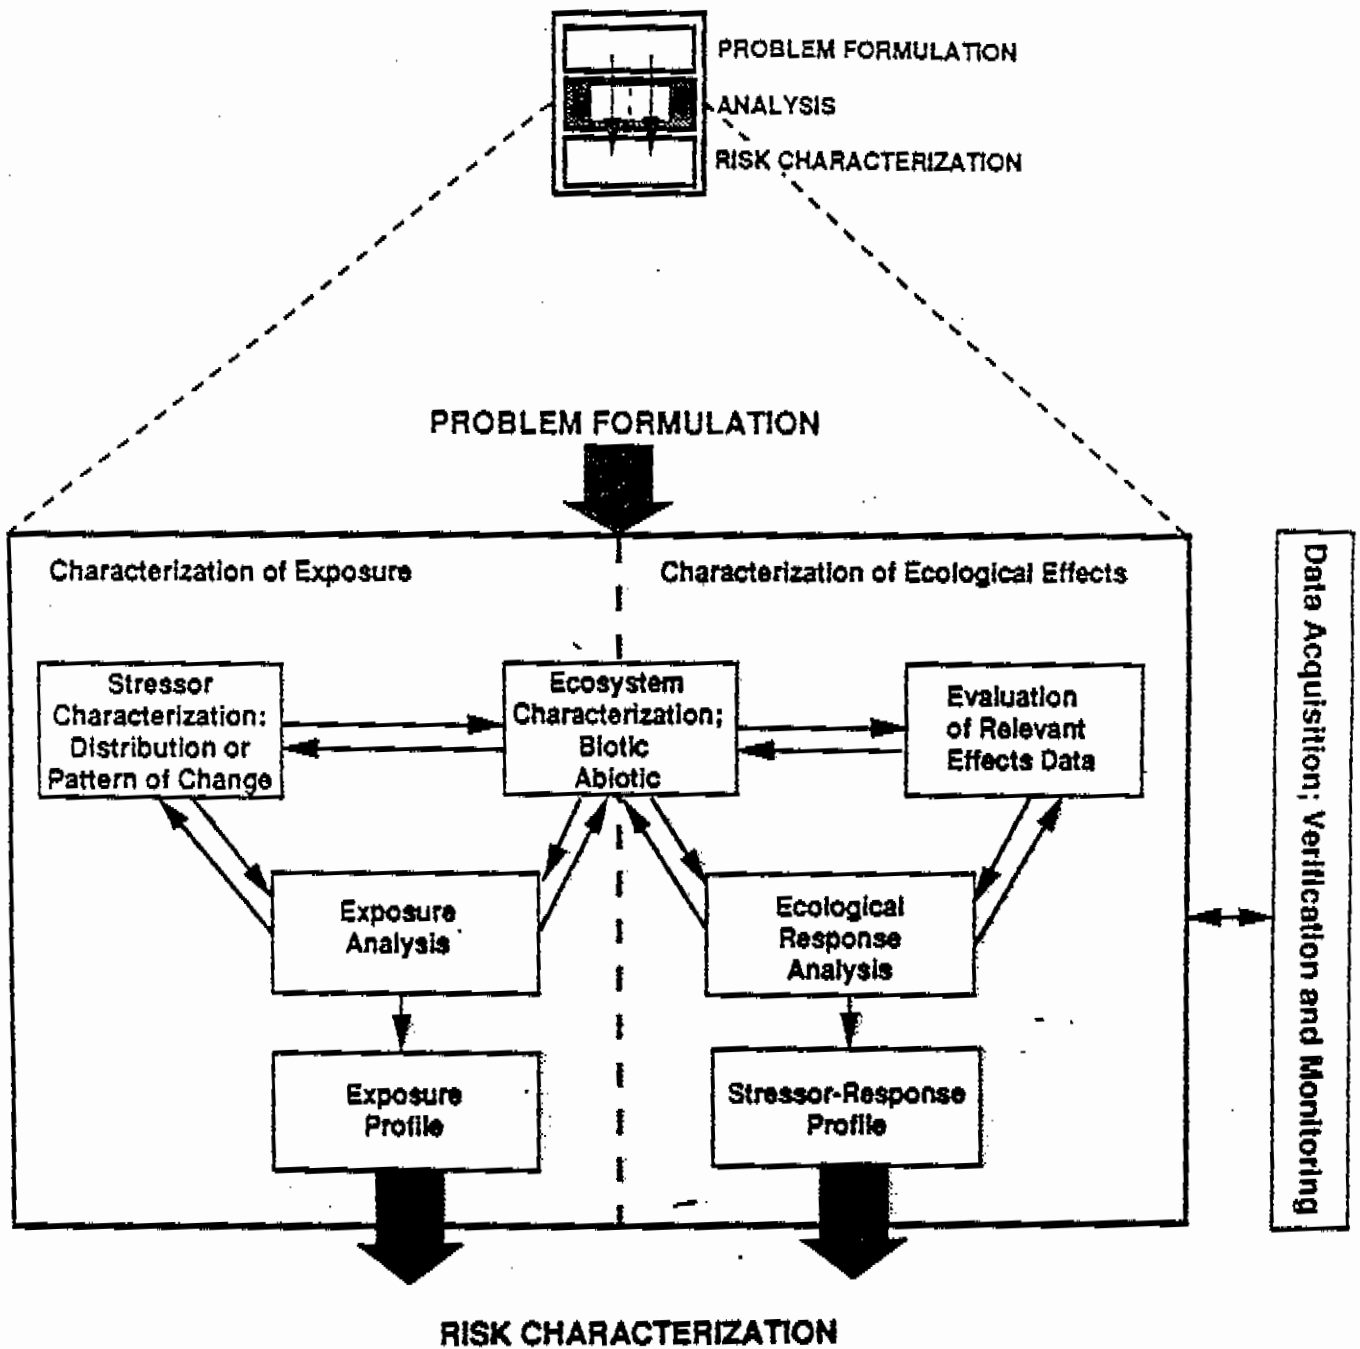 PROBLEM FORMULATION
ANALYSIS
RISK CHARACTERIZATION
PROBLEM FORMULATION
Characterization of Exposure
Characterization of Ecological Effects
Stressor
Characterization:
Distribution or
Pattern of Change
Ecosystem
Characterization;
Biotic
Abiotic
Evaluation
of Relevant
Effects Data
Exposure
Analysis
Ecological
Response
Analysis
Exposure
Profile
Stressor-Response
Profile
Data Acquisition; Verification and Monitoring
RISK CHARACTERIZATION